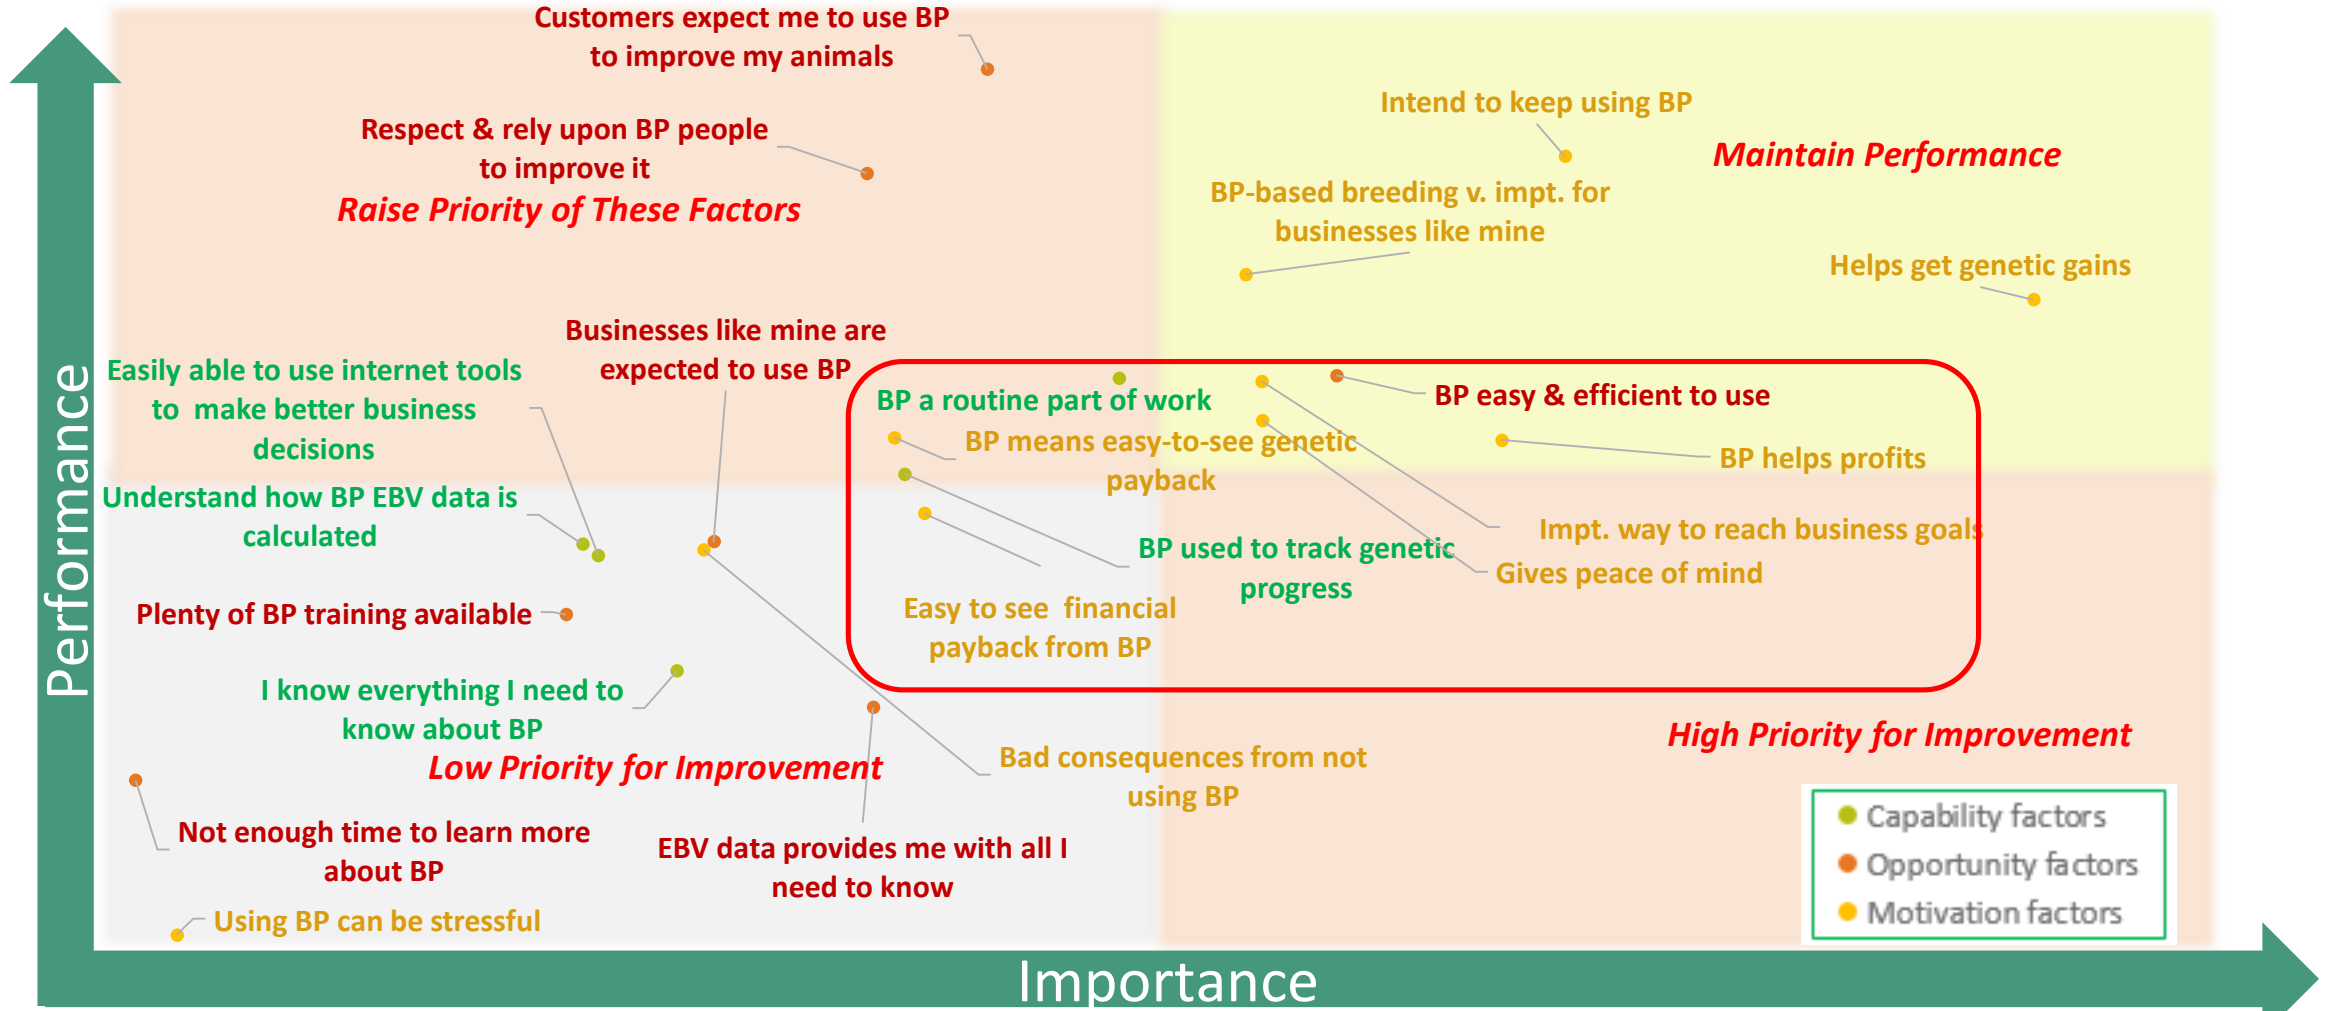 Customers expect me to use BP
to improve my animals
Intend to keep using BP
Respect & rely upon BP people
to improve it
Maintain Performance
Raise Priority of These Factors
BP-based breeding v. impt. for
businesses like mine
Helps get genetic gains
Businesses like mine are
expected to use BP
Easily able to use internet tools
to make better business
decisions
BP a routine part of work
BP easy & efficient to use
BP means easy-to-see genetic
payback
BP helps profits
Understand how BP EBV data is
calculated
Impt. way to reach business goals
BP used to track genetic
progress
Gives peace of mind
Easy to see financial
payback from BP
Plenty of BP training available
I know everything I need to
know about BP
High Priority for Improvement
Low Priority for Improvement
Bad consequences from not
using BP
Not enough time to learn more
about BP
EBV data provides me with all I
need to know
Using BP can be stressful
Capability factors
Opportunity factors
Motivation factors
Performance
Importance